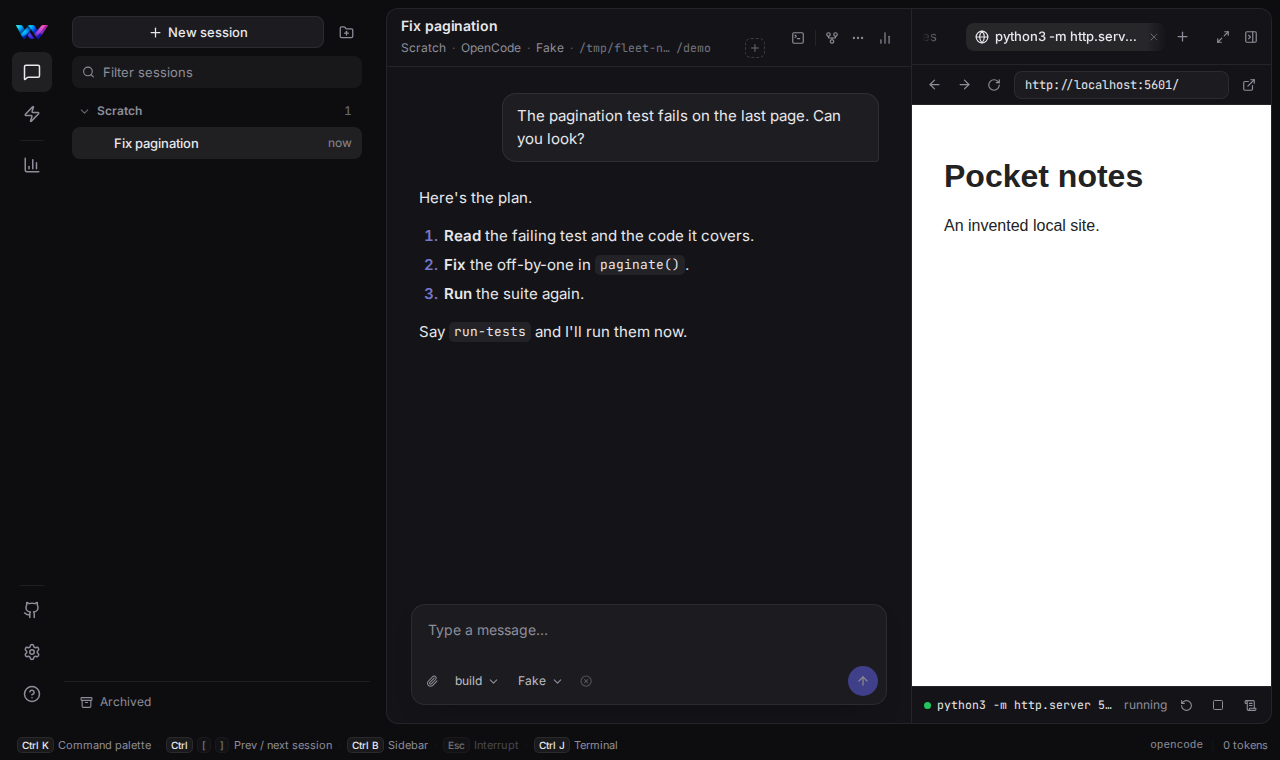 New session
Filter sessions
Scratch 1
Fix pagination now
Archived
Fix pagination
Scratch · OpenCode · Fake · /tmp/fleet-n… /demo
The pagination test fails on the last page. Can
you look?
Here's the plan.
1. Read the failing test and the code it covers.
2. Fix the off-by-one in paginate().
3. Run the suite again.
Say run-tests and I'll run them now.
Type a message...
build
Fake
es
python3 -m http.serv...
http://localhost:5601/
Pocket notes
An invented local site.
python3 -m http.server 5… running
Ctrl K Command palette Ctrl [ ] Prev / next session Ctrl B Sidebar Esc Interrupt Ctrl J Terminal
opencode 0 tokens